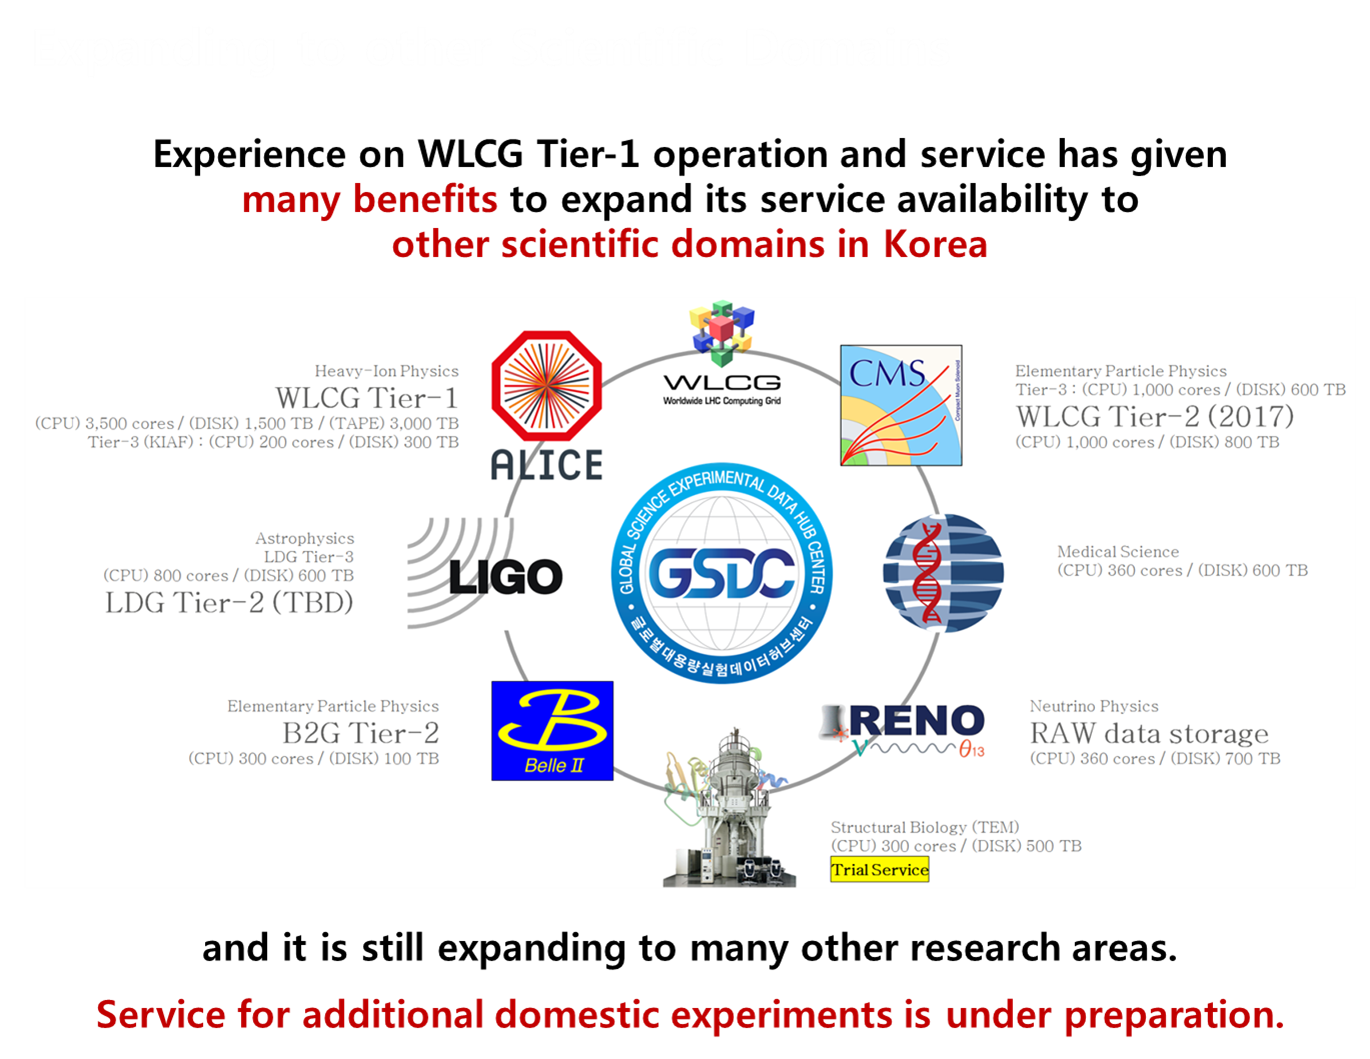 Experience on WLCG Tier-1 operation and service has given
many benefits to expand its service availability to
other scientific domains in Korea
WLCG
Worldwide LHC Computing Grid
Heavy-Ion Physics
WLCG Tier-1
(CPU) 3,500 cores / (DISK) 1,500 TB / (TAPE) 3,000 TB
Tier-3 (KIAF) : (CPU) 200 cores / (DISK) 300 TB
ALICE
CMS
Compact Muon Solenoid
Elementary Particle Physics
Tier-3 : (CPU) 1,000 cores / (DISK) 600 TB
WLCG Tier-2 (2017)
(CPU) 1,000 cores / (DISK) 800 TB
Astrophysics
LDG Tier-3
(CPU) 800 cores / (DISK) 600 TB
LDG Tier-2 (TBD)
LIGO
GLOBAL SCIENCE EXPERIMENTAL DATA HUB CENTER
GSDC
글로벌대용량실험데이터허브센터
Medical Science
(CPU) 360 cores / (DISK) 600 TB
Elementary Particle Physics
B2G Tier-2
(CPU) 300 cores / (DISK) 100 TB
B
Belle II
RENO
ν θ13
Neutrino Physics
RAW data storage
(CPU) 360 cores / (DISK) 700 TB
Structural Biology (TEM)
(CPU) 300 cores / (DISK) 500 TB
Trial Service
and it is still expanding to many other research areas.
Service for additional domestic experiments is under preparation.